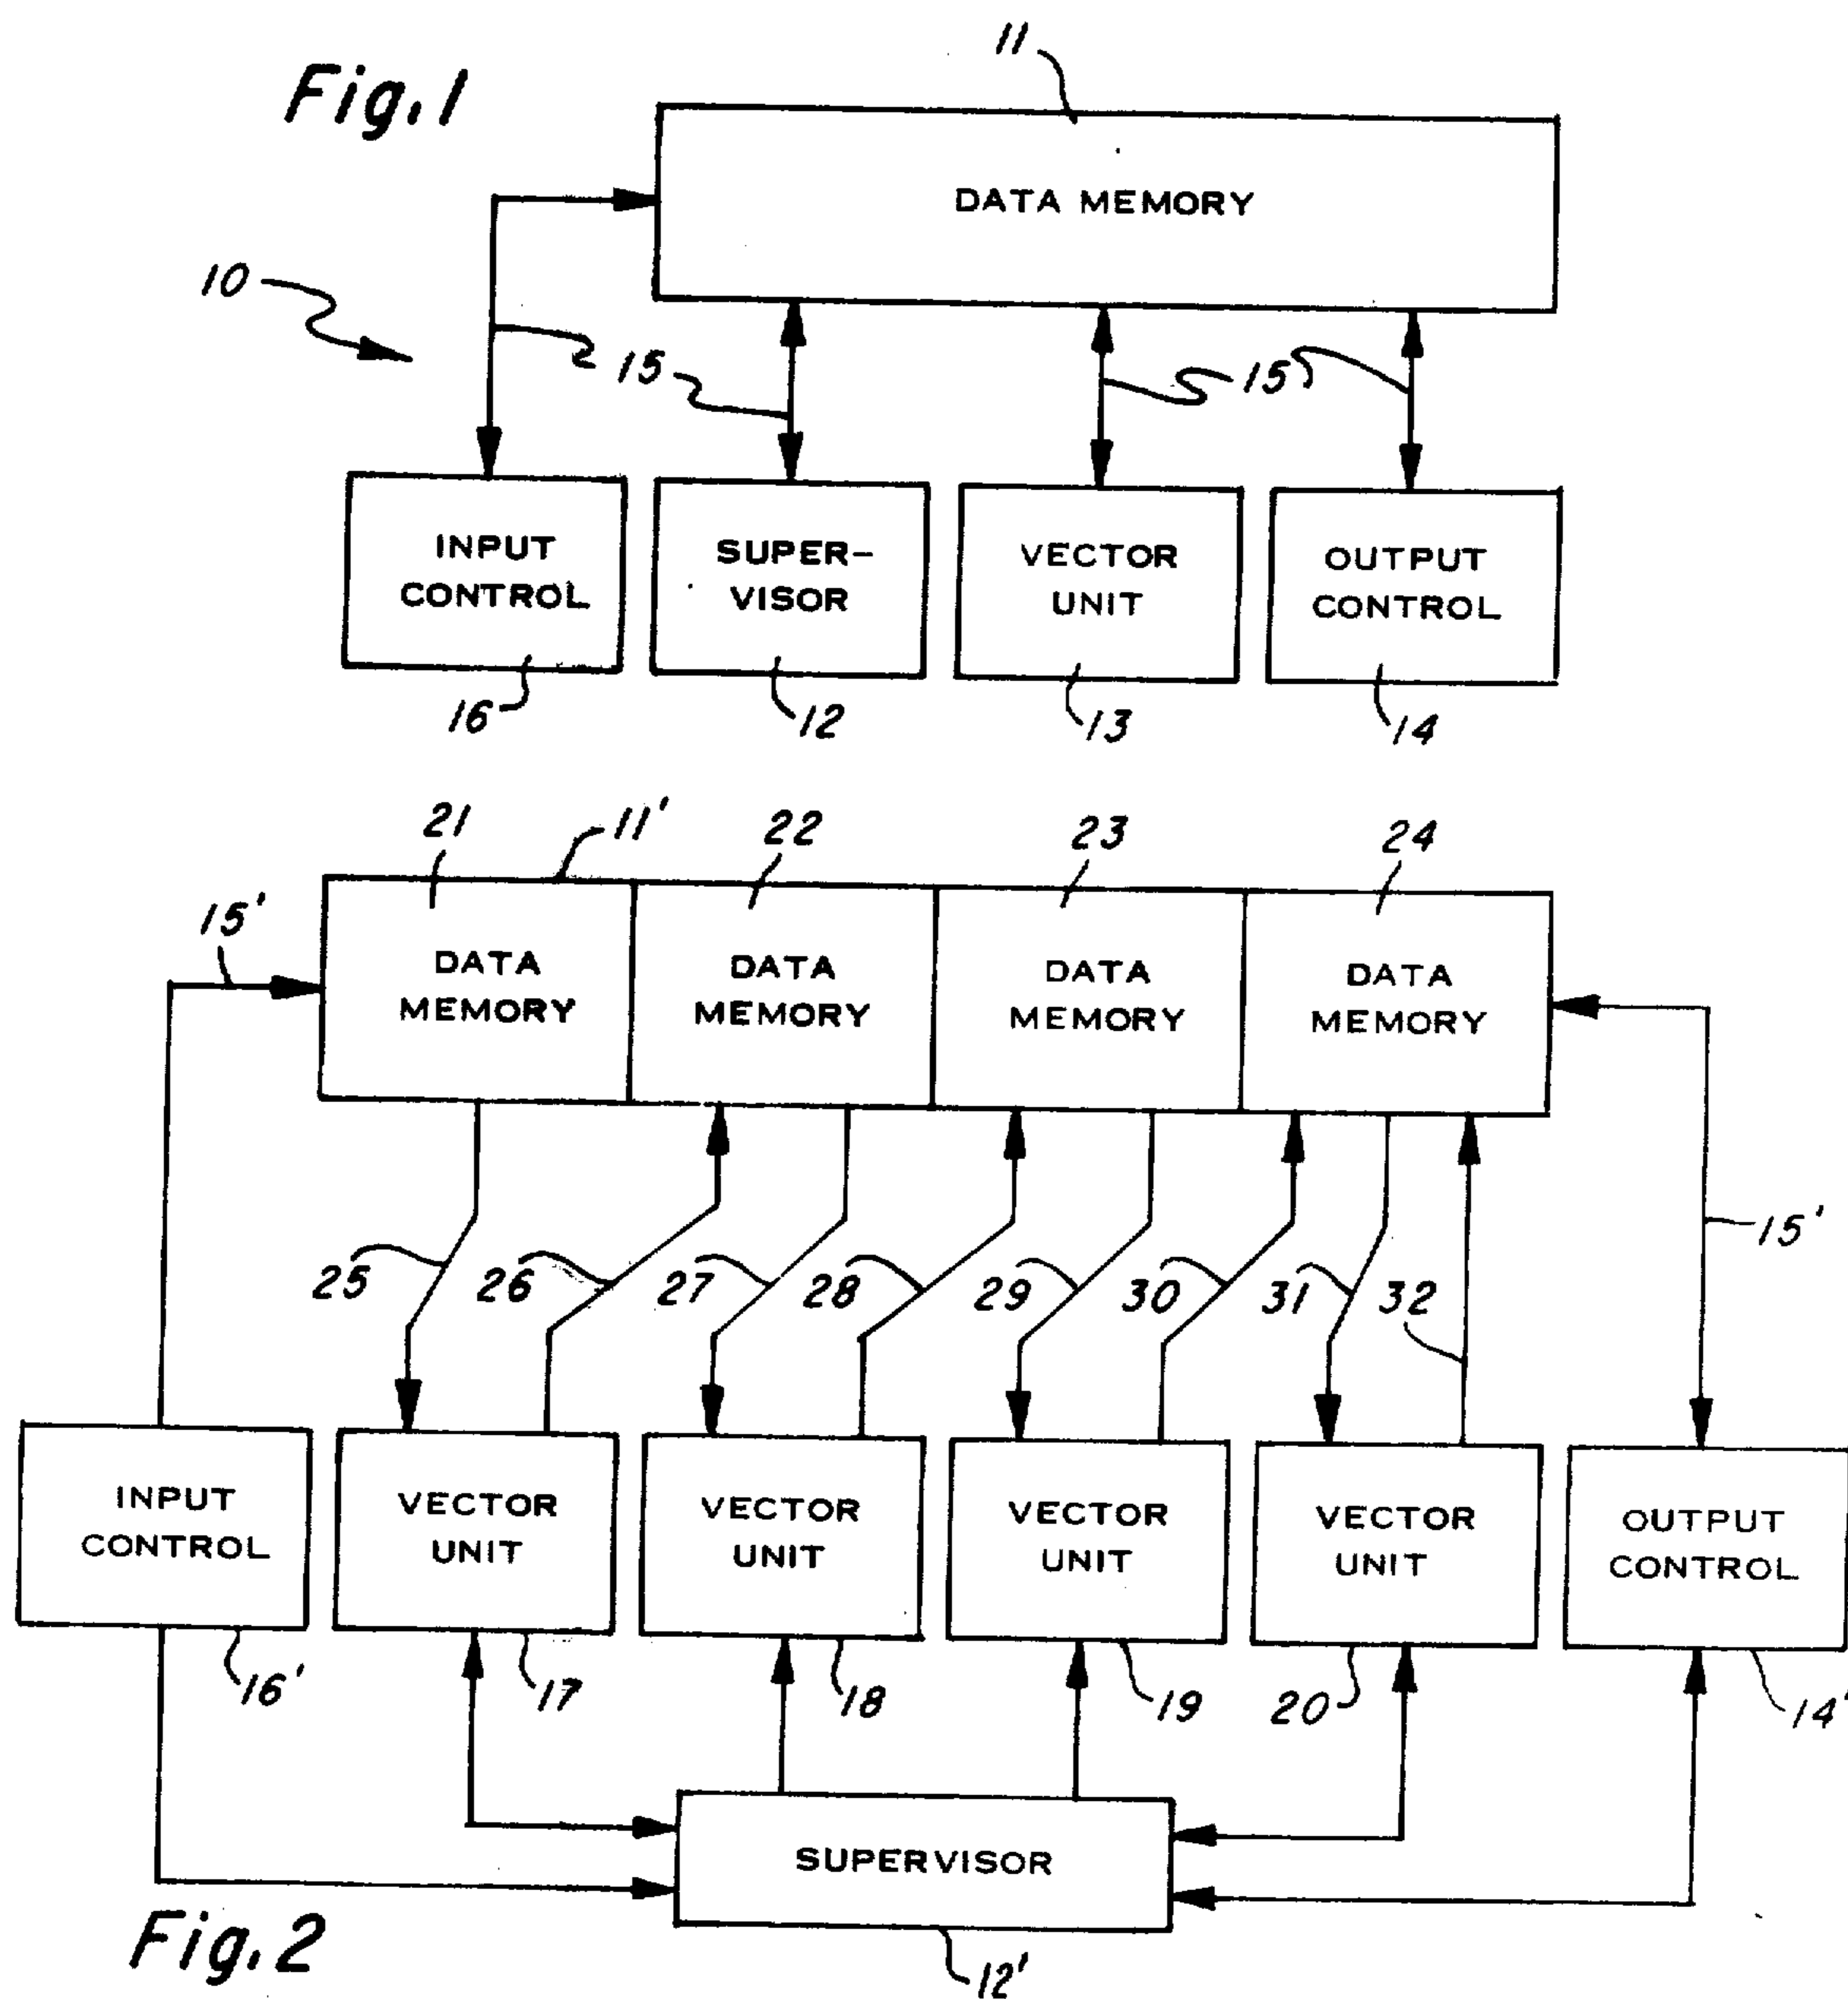 Fig.1
11
DATA MEMORY
10
15
15
INPUT
CONTROL
SUPER-
VISOR
VECTOR
UNIT
OUTPUT
CONTROL
16
12
13
14
21
11'
22
23
24
15'
DATA
MEMORY
DATA
MEMORY
DATA
MEMORY
DATA
MEMORY
15'
25
26
27
28
29
30
31
32
INPUT
CONTROL
VECTOR
UNIT
VECTOR
UNIT
VECTOR
UNIT
VECTOR
UNIT
OUTPUT
CONTROL
16'
17
18
19
20
14'
SUPERVISOR
Fig.2
12'